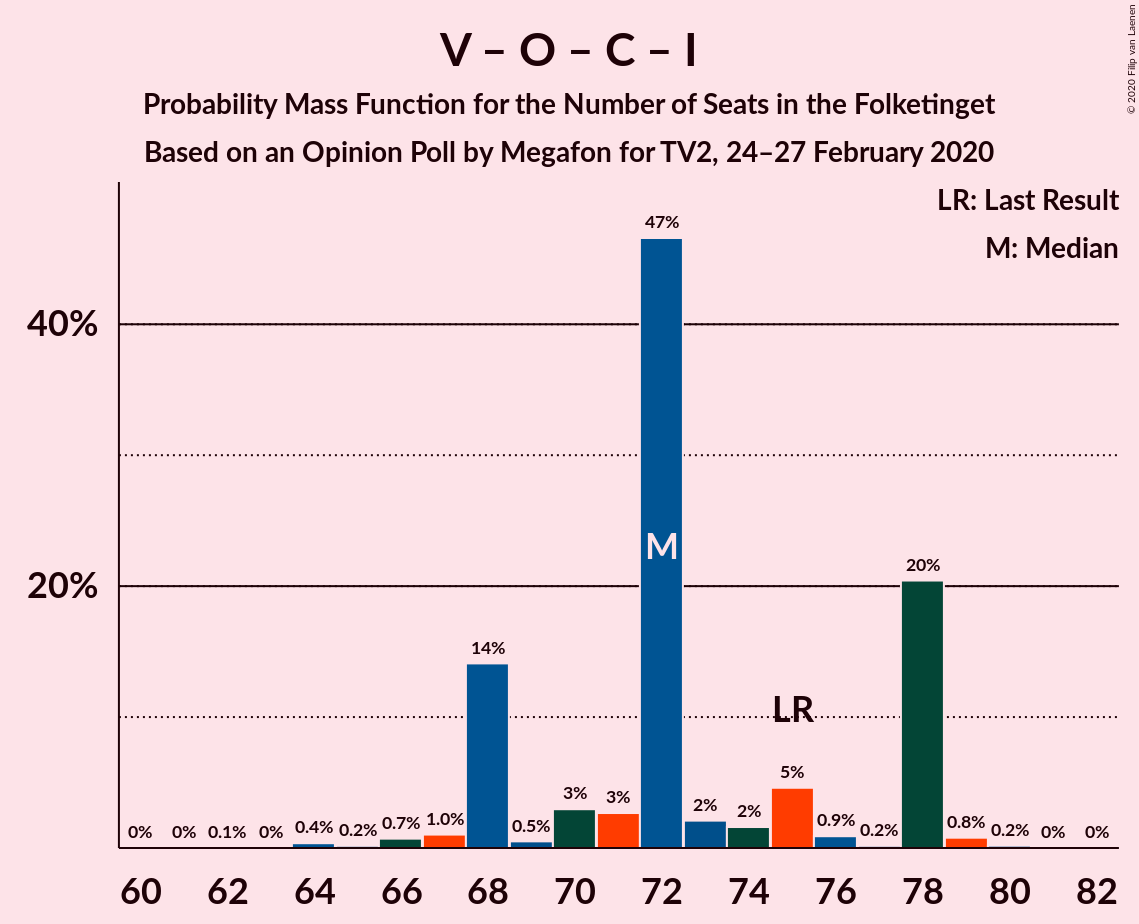 V – O – C – I
Probability Mass Function for the Number of Seats in the Folketinget
Based on an Opinion Poll by Megafon for TV2, 24–27 February 2020
© 2020 Filip van Laenen
LR: Last Result
M: Median
40%
20%
0%
0%
0.1%
0%
0.4%
0.2%
0.7%
1.0%
14%
0.5%
3%
3%
47%
M
2%
2%
5%
LR
0.9%
0.2%
20%
0.8%
0.2%
0%
0%
60 62 64 66 68 70 72 74 76 78 80 82